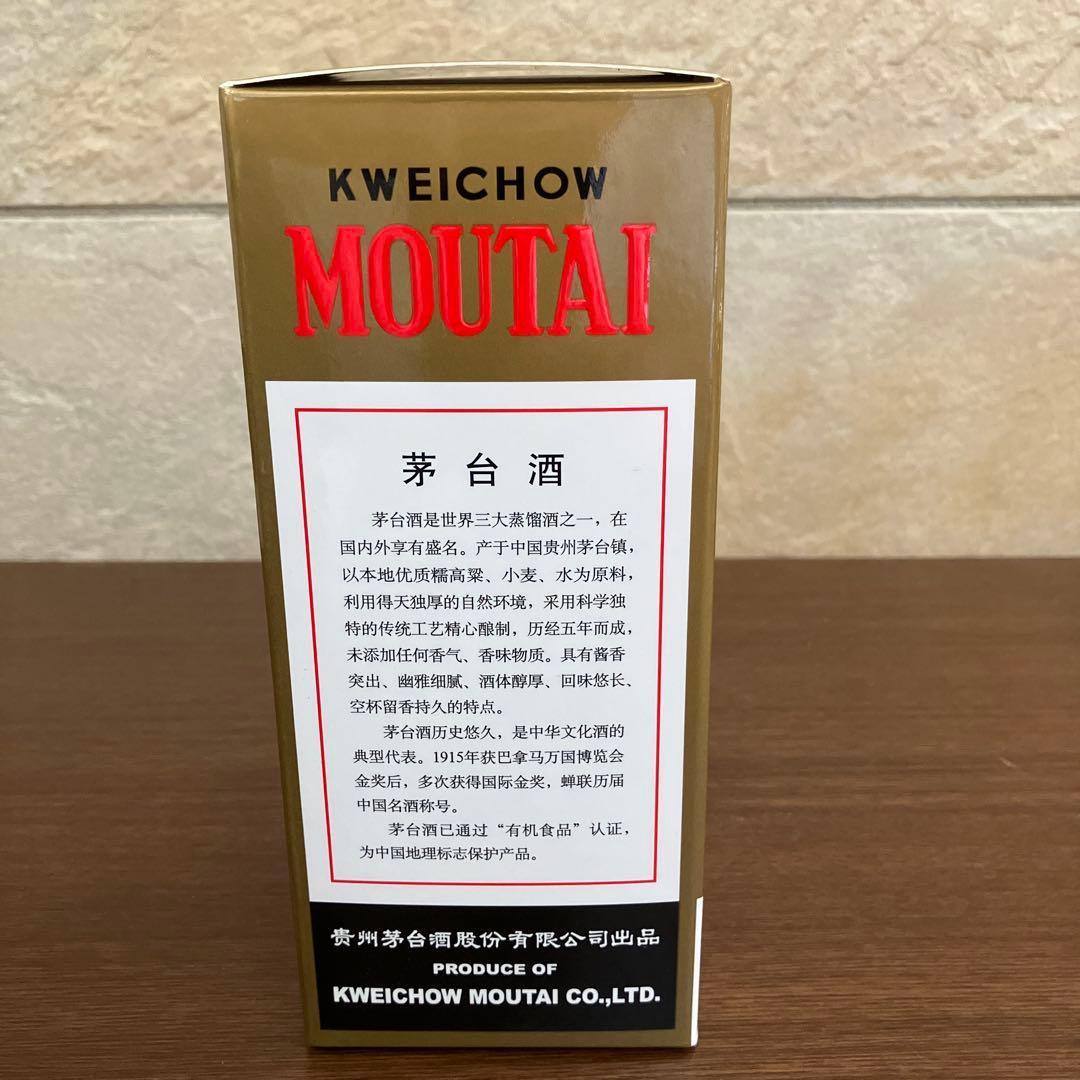 KWEICHOW
MOUTAI
茅台酒
茅台酒是世界三大蒸馏酒之一，在
国内外享有盛名。产于中国贵州茅台镇，
以本地优质糯高粱、小麦、水为原料，
利用得天独厚的自然环境，采用科学独
特的传统工艺精心酿制，历经五年而成，
未添加任何香气、香味物质。具有酱香
突出、幽雅细腻、酒体醇厚、回味悠长、
空杯留香持久的特点。
茅台酒历史悠久，是中华文化酒的
典型代表。1915年获巴拿马万国博览会
金奖后，多次获得国际金奖，蝉联历届
中国名酒称号。
茅台酒已通过“有机食品”认证，
为中国地理标志保护产品。
贵州茅台酒股份有限公司出品
PRODUCE OF
KWEICHOW MOUTAI CO.,LTD.